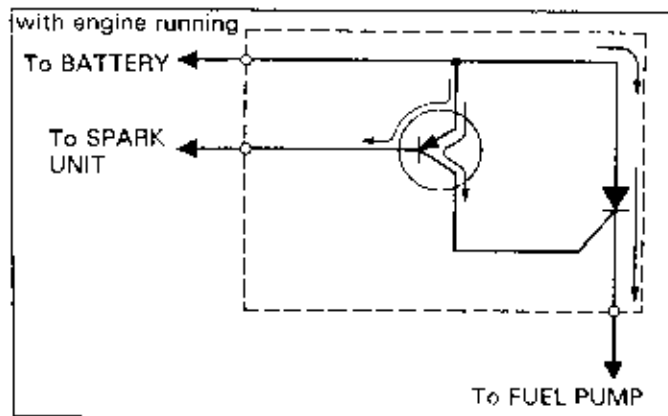 with engine running
To BATTERY
To SPARK
UNIT
To FUEL PUMP